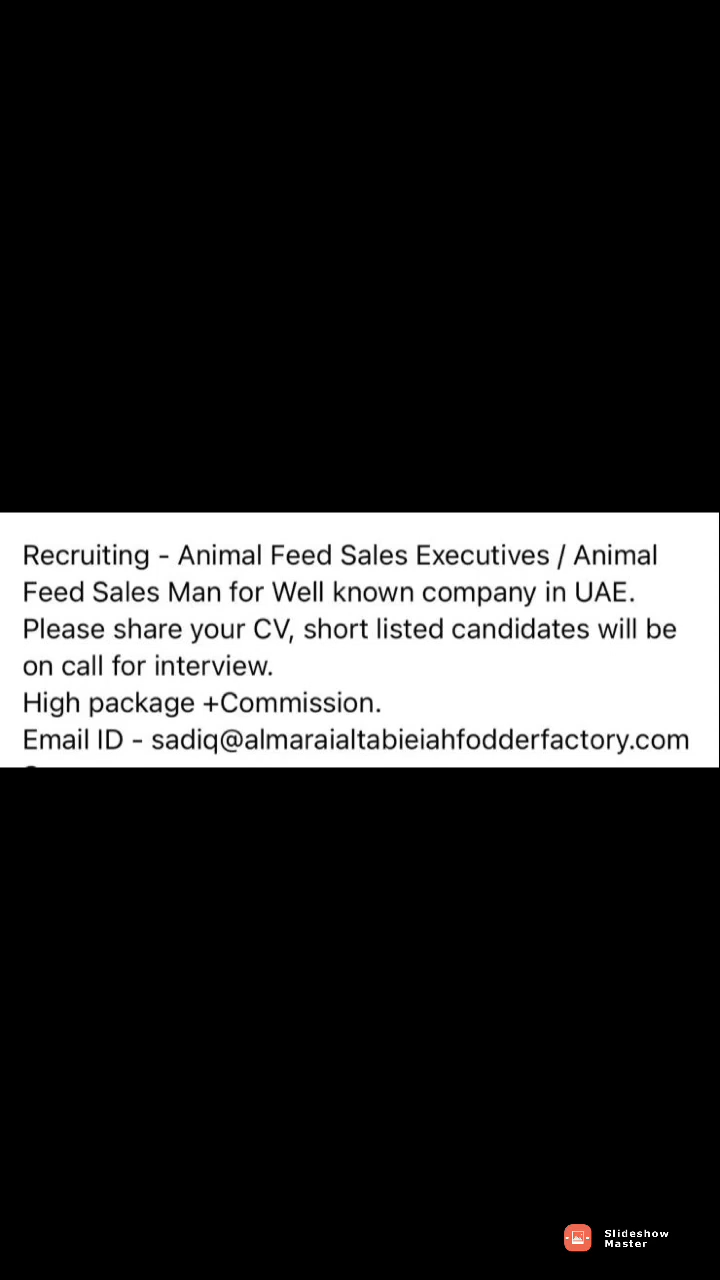 Recruiting - Animal Feed Sales Executives / Animal
Feed Sales Man for Well known company in UAE.
Please share your CV, short listed candidates will be
on call for interview.
High package +Commission.
Email ID - sadiq@almaraialtabieiahfodderfactory.com
Slideshow
Master